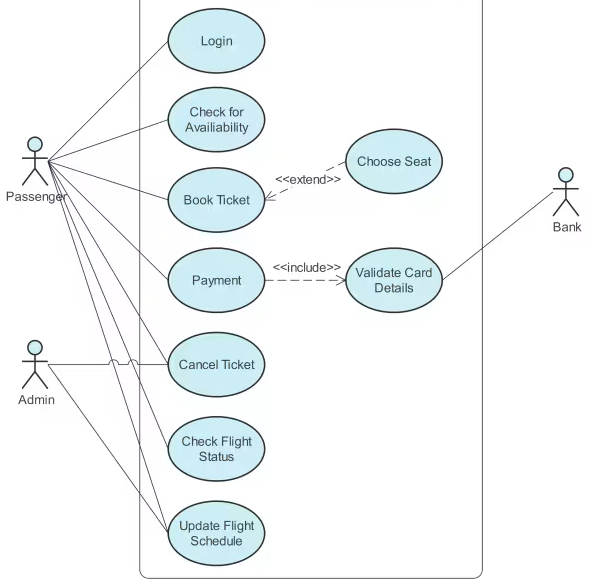 Login
Check for
Availiability
Choose Seat
<<extend>>
Passenger
Book Ticket
Bank
<<include>>
Payment
Validate Card
Details
Cancel Ticket
Admin
Check Flight
Status
Update Flight
Schedule